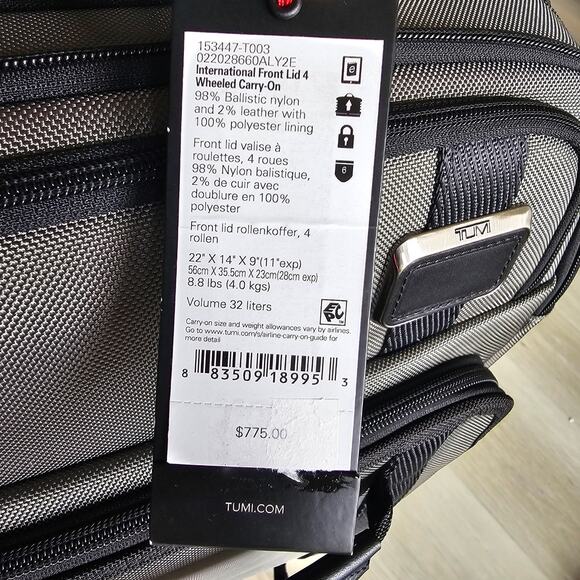 153447-T003
022028660ALY2E
International Front Lid 4
Wheeled Carry-On
98% Ballistic nylon
and 2% leather with
100% polyester lining
Front lid valise à
roulettes, 4 roues
98% Nylon balistique,
2% de cuir avec
doublure en 100%
polyester
Front lid rollenkoffer, 4
rollen
22" X 14" X 9"(11"exp)
56cm X 35.5cm X 23cm(28cm exp)
8.8 lbs (4.0 kgs)
Volume 32 liters
Carry-on size and weight allowances vary by airlines.
Go to www.tumi.com/s/airline-carry-on-guide for
more detail
8 83509 18995 3
$775.00
TUMI.COM
TUMI
6